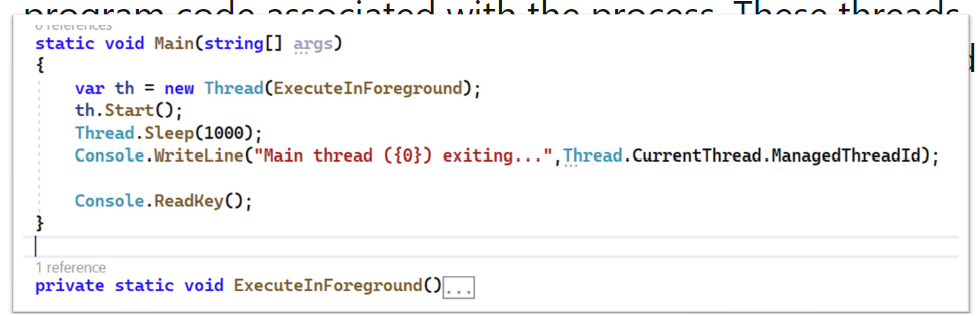 program code associated with the process. These threads
0 references
static void Main(string[] args)
{
var th = new Thread(ExecuteInForeground);
th.Start();
Thread.Sleep(1000);
Console.WriteLine("Main thread ({0}) exiting...",Thread.CurrentThread.ManagedThreadId);
Console.ReadKey();
}
1 reference
private static void ExecuteInForeground()...